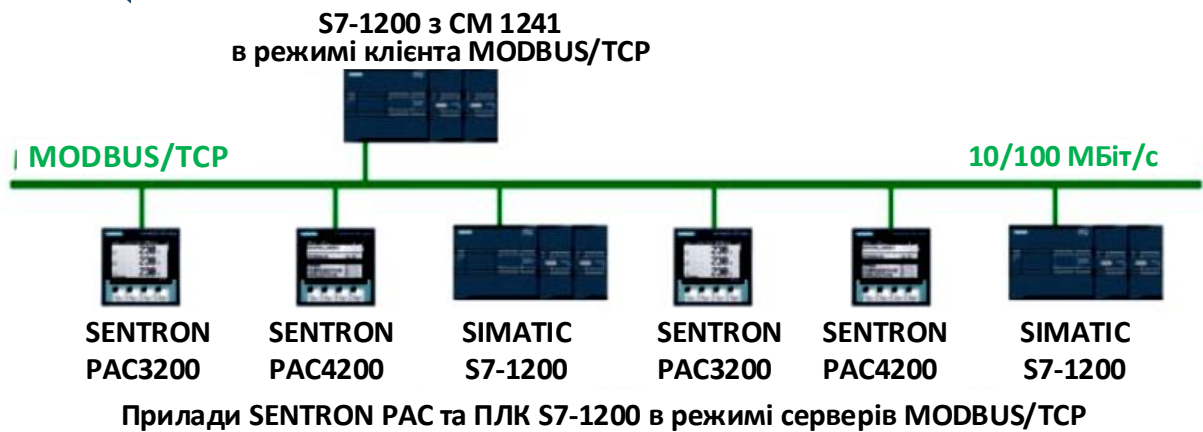 S7-1200 з CM 1241
в режимі клієнта MODBUS/TCP
MODBUS/TCP 10/100 МБіт/с
SENTRON SENTRON SIMATIC SENTRON SENTRON SIMATIC
PAC3200 PAC4200 S7-1200 PAC3200 PAC4200 S7-1200
Прилади SENTRON PAC та ПЛК S7-1200 в режимі серверів MODBUS/TCP